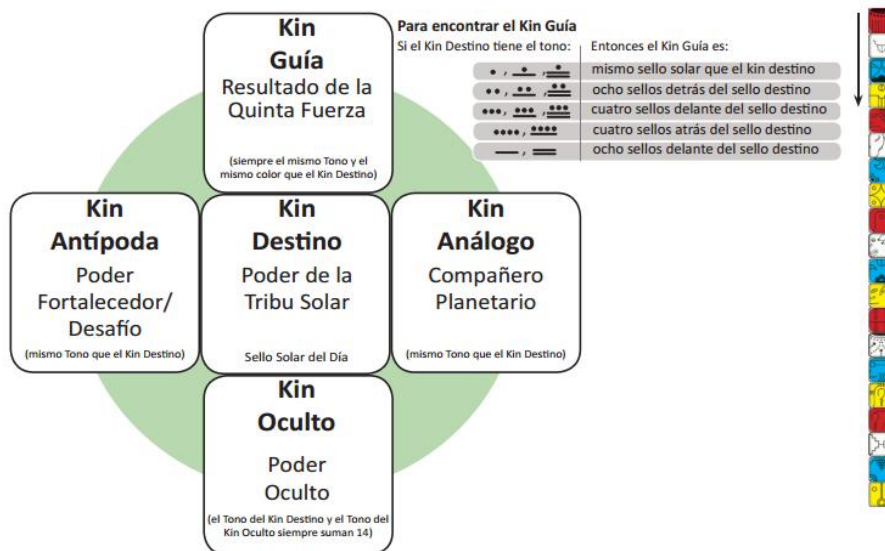 Kin
Guía
Resultado de la
Quinta Fuerza
(siempre el mismo Tono y el
mismo color que el Kin Destino)
Para encontrar el Kin Guía
Si el Kin Destino tiene el tono:
Entonces el Kin Guía es:
mismo sello solar que el kin destino
ocho sellos detrás del sello destino
cuatro sellos delante del sello destino
cuatro sellos atrás del sello destino
ocho sellos delante del sello destino
Kin
Antípoda
Poder
Fortalecedor/
Desafío
(mismo Tono que el Kin Destino)
Kin
Destino
Poder de la
Tribu Solar
Sello Solar del Día
Kin
Análogo
Compañero
Planetario
(mismo Tono que el Kin Destino)
Kin
Oculto
Poder
Oculto
(el Tono del Kin Destino y el Tono del
Kin Oculto siempre suman 14)